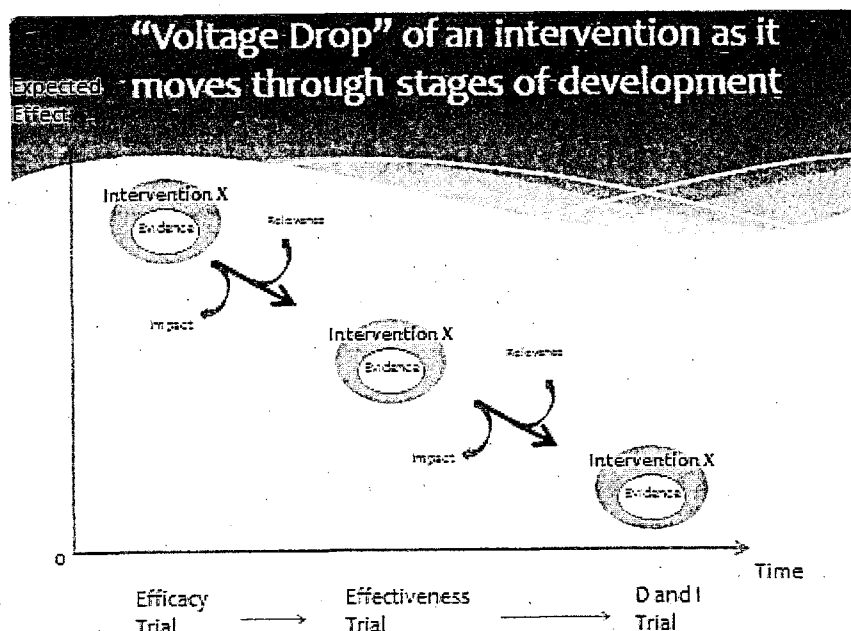 “Voltage Drop” of an intervention as it
moves through stages of development
Expected
Effect
Intervention X
Evidence
Relevance
Impact
Intervention X
Evidence
Relevance
Impact
Intervention X
Evidence
0
Time
Efficacy
Trial
Effectiveness
Trial
D and I
Trial